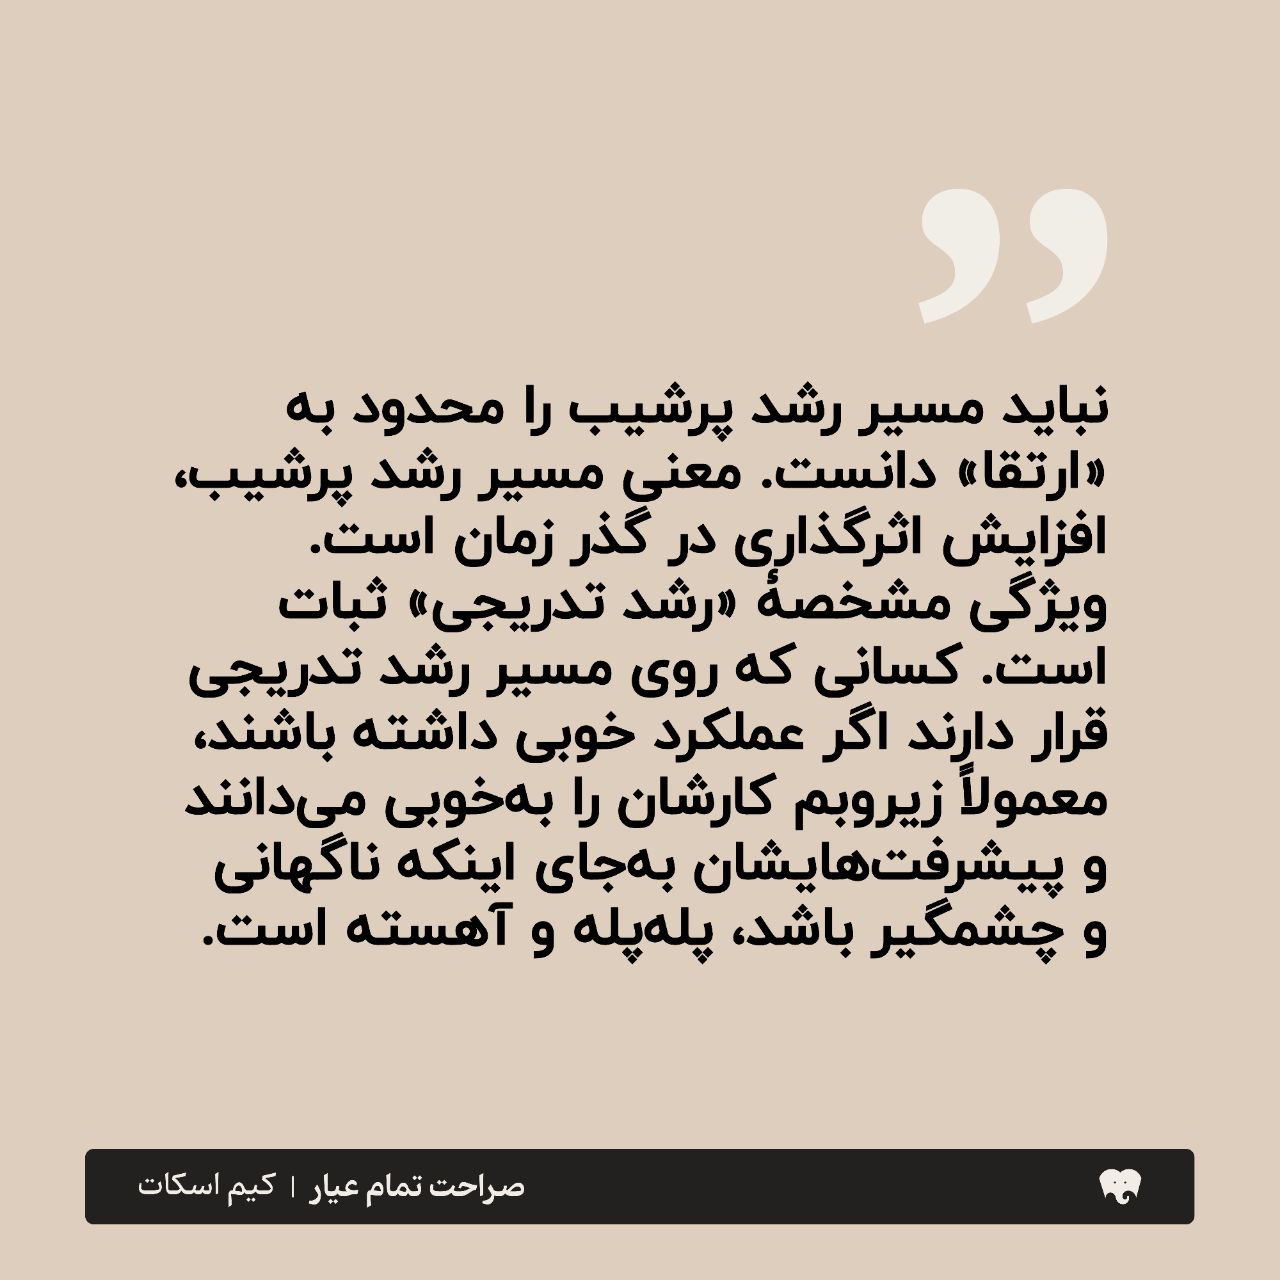 نباید مسیر رشد پرشیب را محدود به
«ارتقا» دانست. معنی مسیر رشد پرشیب،
افزایش اثرگذاری در گذر زمان است.
ویژگی مشخصهٔ «رشد تدریجی» ثبات
است. کسانی که روی مسیر رشد تدریجی
قرار دارند اگر عملکرد خوبی داشته باشند،
معمولاً زیروبم کارشان را به‌خوبی می‌دانند
و پیشرفت‌هایشان به‌جای اینکه ناگهانی
و چشمگیر باشد، پله‌پله و آهسته است.
صراحت تمام عیار | کیم اسکات